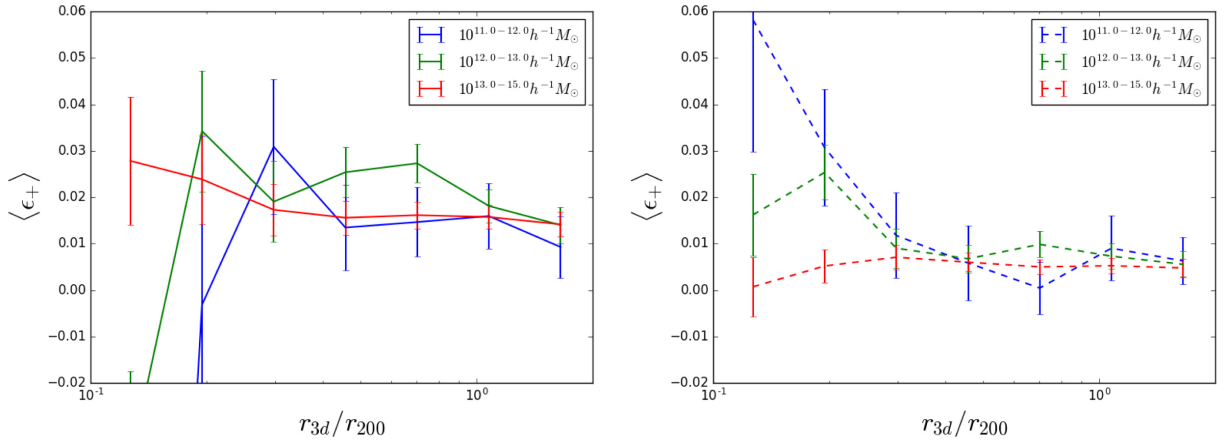 0.06
0.05
0.04
0.03
0.02
0.01
0.00
−0.01
−0.02
⟨ϵ₊⟩
10^{11.0−12.0}h^{−1}M_⊙
10^{12.0−13.0}h^{−1}M_⊙
10^{13.0−15.0}h^{−1}M_⊙
10^{-1}
10^{0}
r_{3d}/r_{200}
0.06
0.05
0.04
0.03
0.02
0.01
0.00
−0.01
−0.02
⟨ϵ₊⟩
10^{11.0−12.0}h^{−1}M_⊙
10^{12.0−13.0}h^{−1}M_⊙
10^{13.0−15.0}h^{−1}M_⊙
10^{-1}
10^{0}
r_{3d}/r_{200}